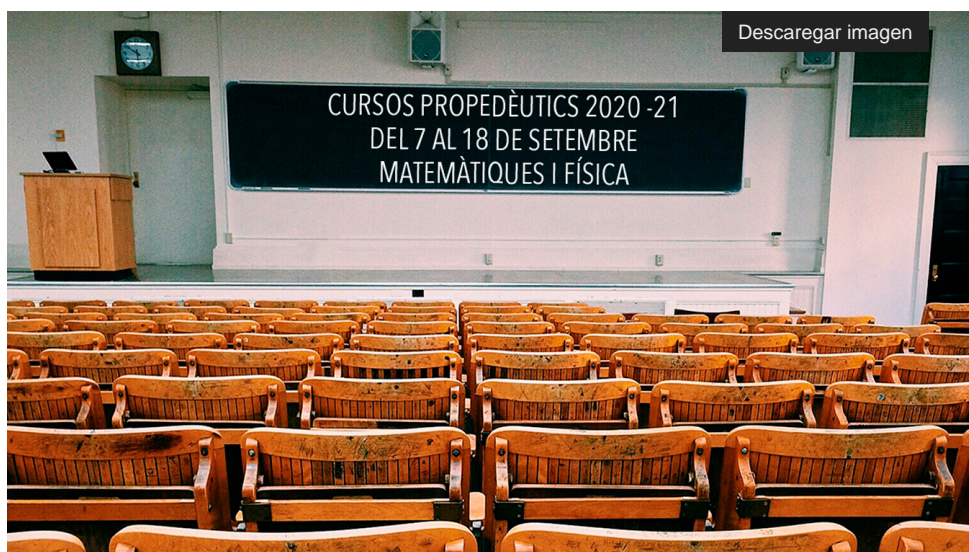 Descaregar imagen
CURSOS PROPEDÈUTICS 2020 -21
DEL 7 AL 18 DE SETEMBRE
MATEMÀTIQUES I FÍSICA